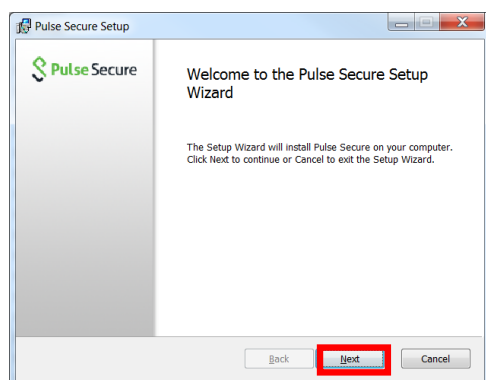 Pulse Secure Setup
Pulse Secure
Welcome to the Pulse Secure Setup
Wizard
The Setup Wizard will install Pulse Secure on your computer.
Click Next to continue or Cancel to exit the Setup Wizard.
Back Next Cancel